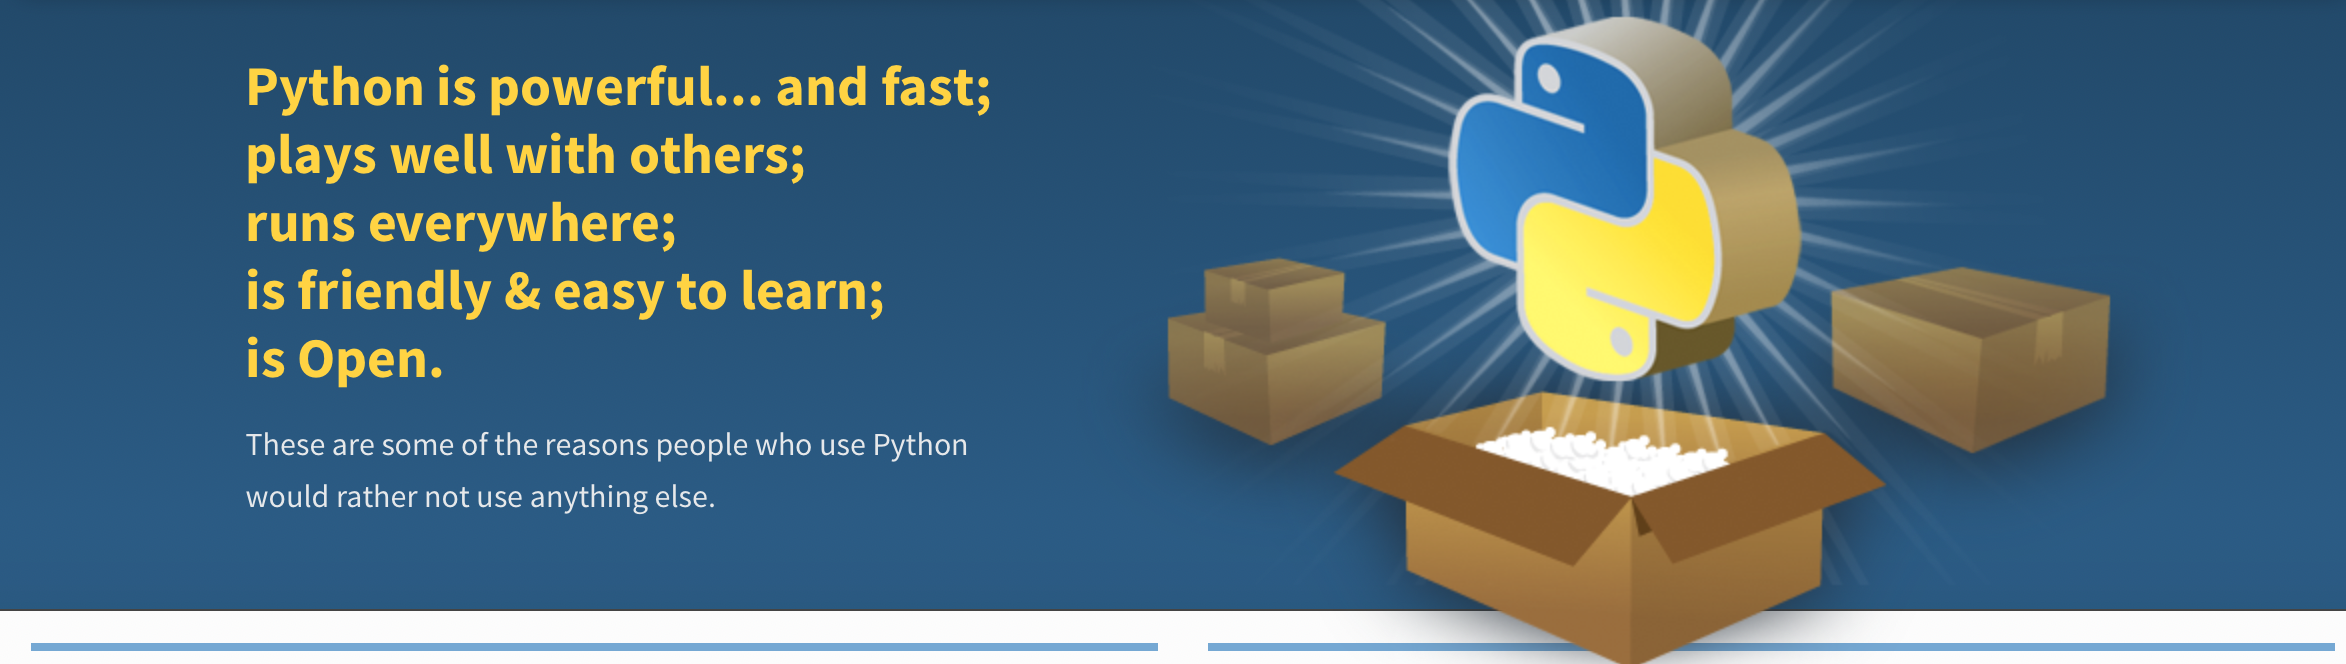 Python is powerful... and fast;
plays well with others;
runs everywhere;
is friendly & easy to learn;
is Open.
These are some of the reasons people who use Python
would rather not use anything else.